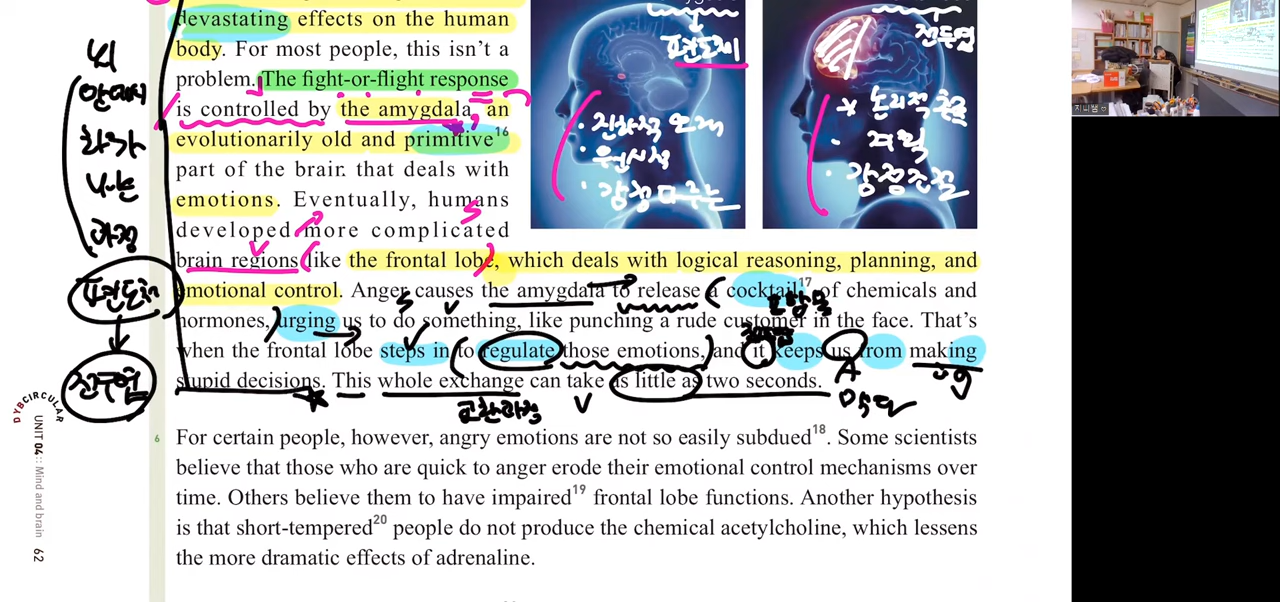 devastating effects on the human
body. For most people, this isn't a
problem. The fight-or-flight response
is controlled by the amygdala, an
evolutionarily old and primitive16
part of the brain that deals with
emotions. Eventually, humans
developed more complicated
brain regions (like the frontal lobe), which deals with logical reasoning, planning, and
emotional control. Anger causes the amygdala to release a cocktail17 of chemicals and
hormones, urging us to do something, like punching a rude customer in the face. That's
when the frontal lobe steps in to regulate those emotions, and it keeps us from making
stupid decisions. This whole exchange can take as little as two seconds.
6
For certain people, however, angry emotions are not so easily subdued18. Some scientists
believe that those who are quick to anger erode their emotional control mechanisms over
time. Others believe them to have impaired19 frontal lobe functions. Another hypothesis
is that short-tempered20 people do not produce the chemical acetylcholine, which lessens
the more dramatic effects of adrenaline.
뇌
안에서
화가
나는
과정
편도체
전두엽
편도체
· 진화적 오래
· 원시적
· 감정 다루는
전두엽
* 논리적 추론
· 계획
· 감정조절
혼합물
전두엽
교환과정
A
막다
DYBCIRCULAR
UNIT 04 :: Mind and brain 62